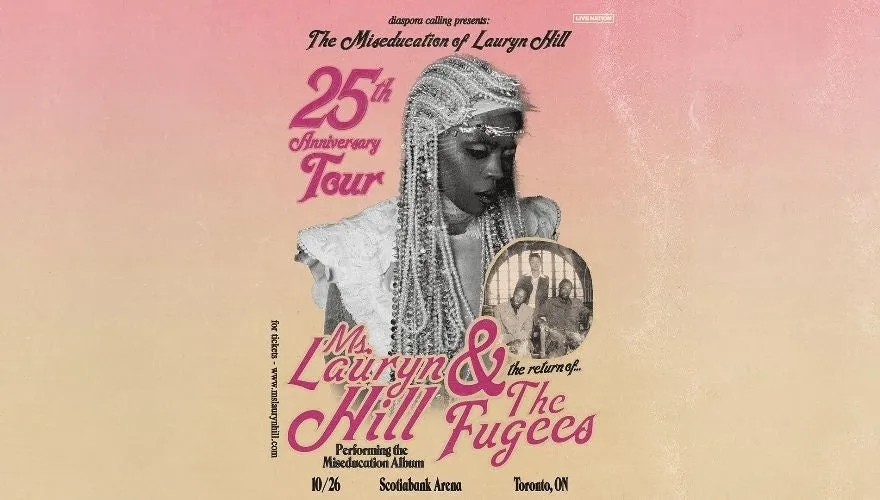 diaspora calling presents:
LIVE NATION
The Miseducation of Lauryn Hill
25th
Anniversary
Tour
for tickets - www.mslaurynhill.com
Ms.
Lauryn
Hill
&
the return of...
The
Fugees
Performing the
Miseducation Album
10/26 Scotiabank Arena Toronto, ON